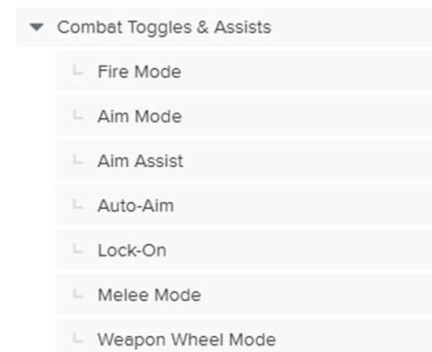 Combat Toggles & Assists
Fire Mode
Aim Mode
Aim Assist
Auto-Aim
Lock-On
Melee Mode
Weapon Wheel Mode